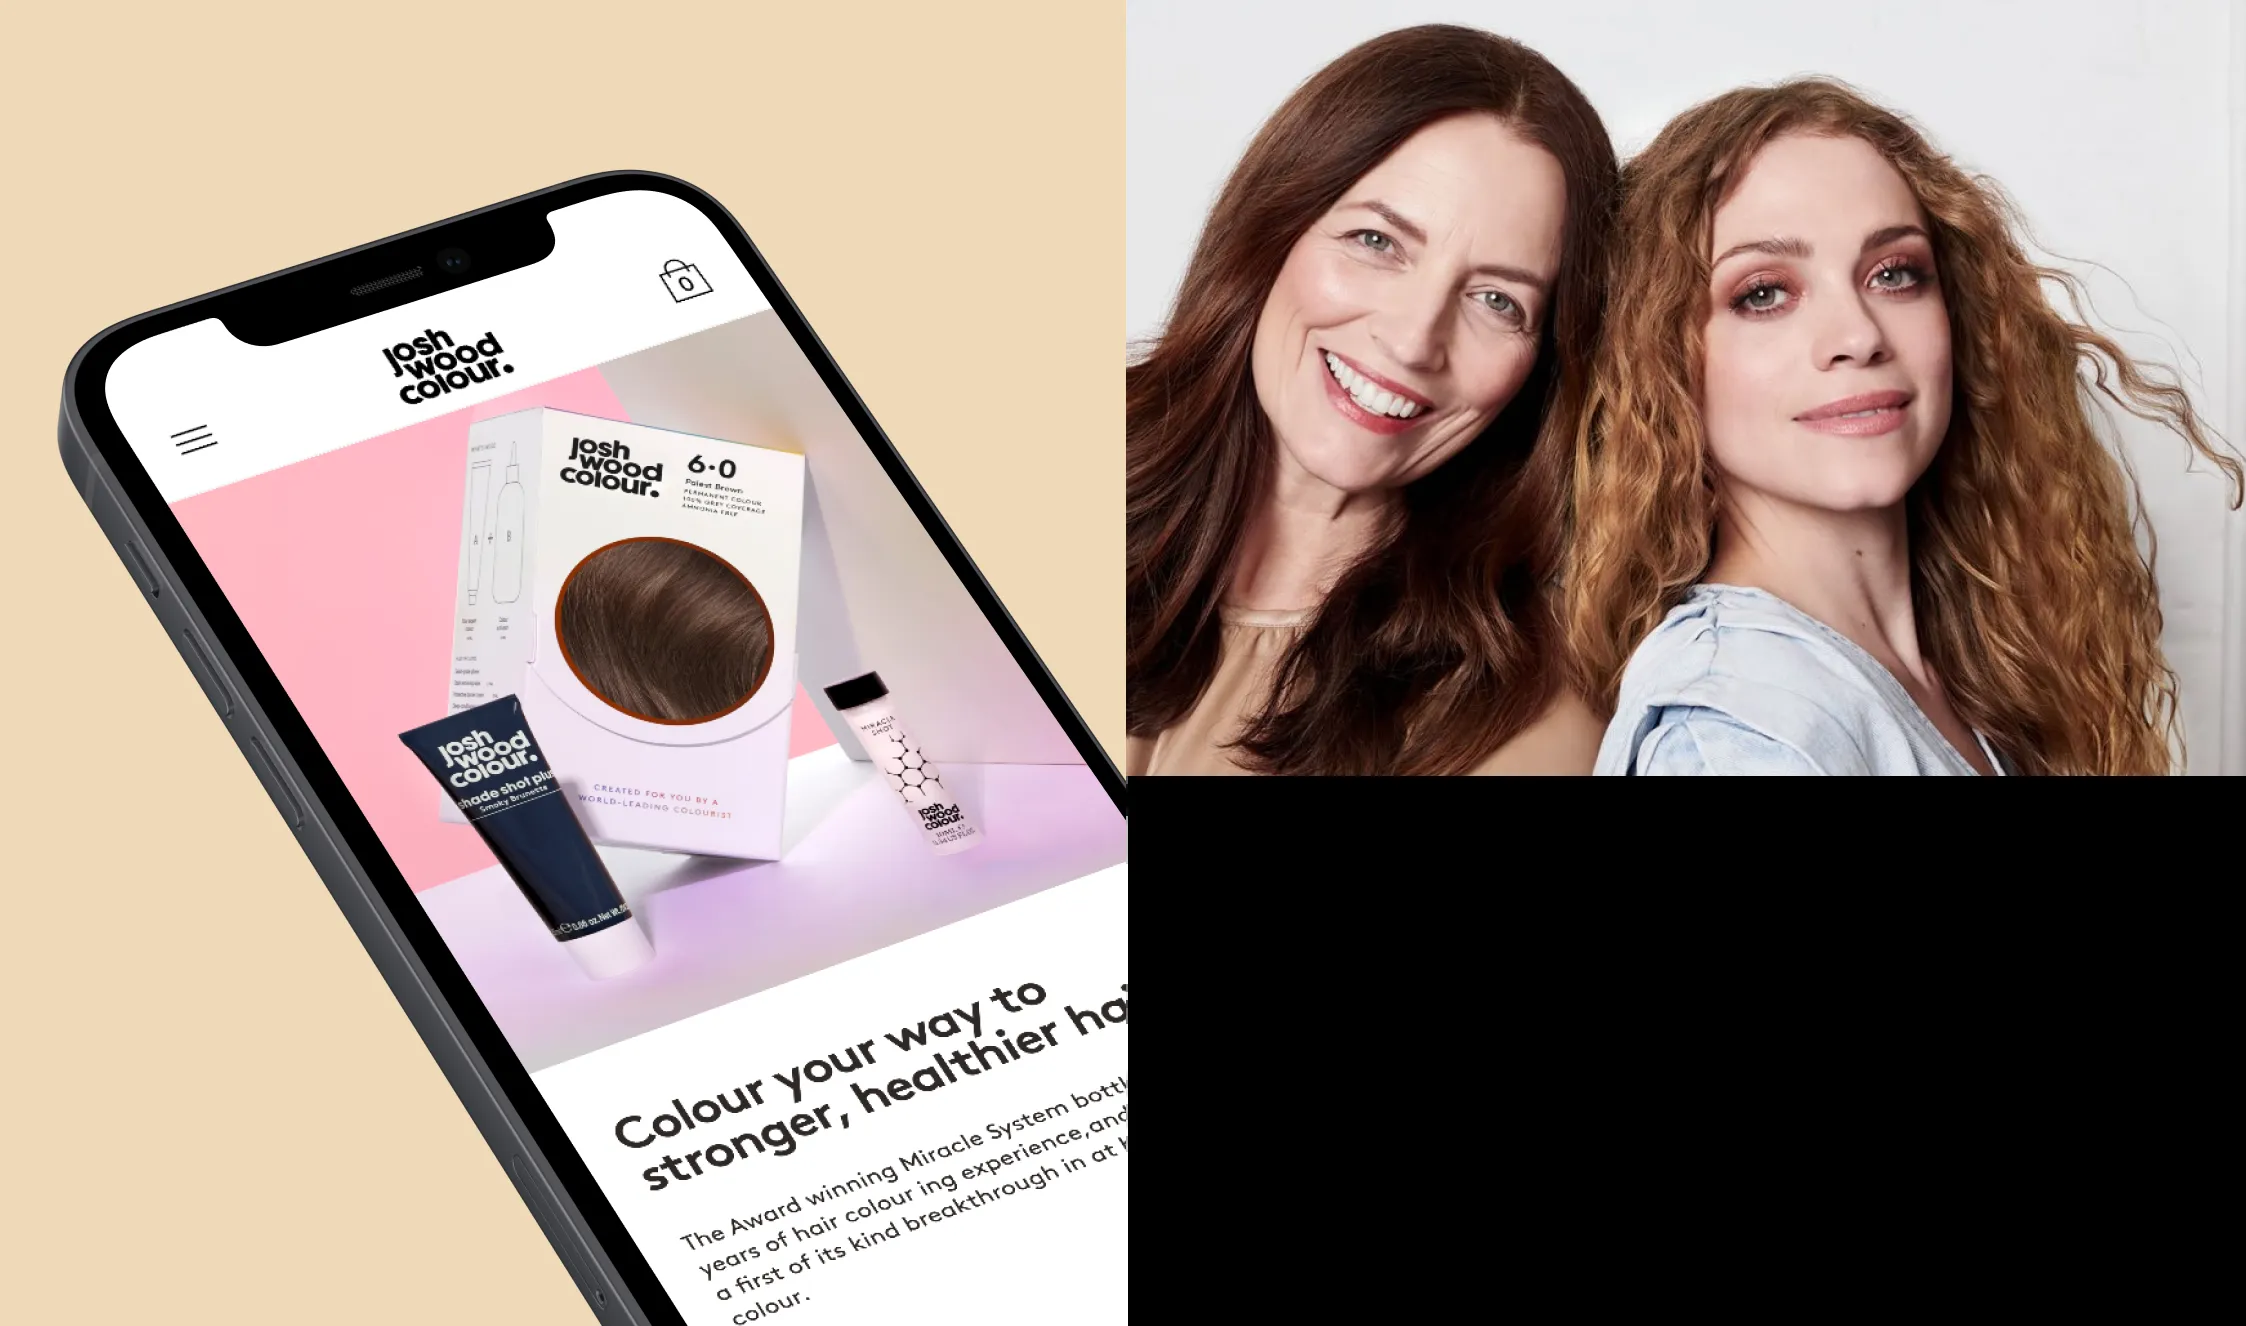 0
josh
wood
colour.
josh
wood
colour.
6·0
Palest Brown
PERMANENT COLOUR
100% GREY COVERAGE
AMMONIA FREE
A + B
CREATED FOR YOU BY A
WORLD-LEADING COLOURIST
josh
wood
colour.
shade shot plus
Smoky Brunette
MIRACLE
SHOT
josh
wood
colour.
Colour your way to
stronger, healthier
The Award winning Miracle System
years of hair colour ing experience,and
a first of its kind breakthrough in at
colour.